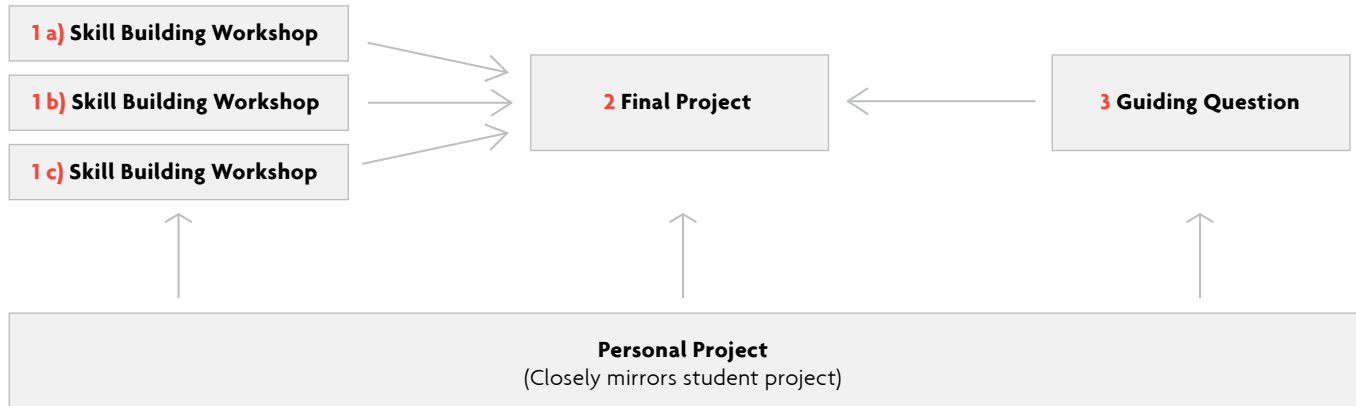 1 a) Skill Building Workshop
1 b) Skill Building Workshop
1 c) Skill Building Workshop
2 Final Project
3 Guiding Question
Personal Project
(Closely mirrors student project)